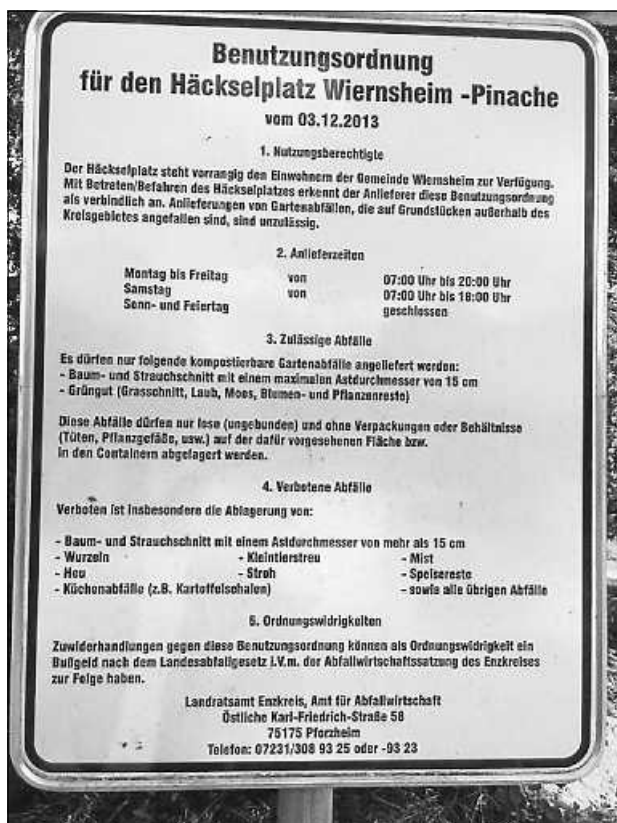 Benutzungsordnung
für den Häckselplatz Wiernsheim -Pinache
vom 03.12.2013
1. Nutzungsberechtigte
Der Häckselplatz steht vorrangig den Einwohnern der Gemeinde Wiernsheim zur Verfügung.
Mit Betreten/Befahren des Häckselplatzes erkennt der Anlieferer diese Benutzungsordnung
als verbindlich an. Anlieferungen von Gartenabfällen, die auf Grundstücken außerhalb des
Kreisgebietes angefallen sind, sind unzulässig.
2. Anlieferzeiten
Montag bis Freitag von 07:00 Uhr bis 20:00 Uhr
Samstag von 07:00 Uhr bis 18:00 Uhr
Sonn- und Feiertag geschlossen
3. Zulässige Abfälle
Es dürfen nur folgende kompostierbare Gartenabfälle angeliefert werden:
- Baum- und Strauchschnitt mit einem maximalen Astdurchmesser von 15 cm
- Grüngut (Grasschnitt, Laub, Moos, Blumen- und Pflanzenreste)
Diese Abfälle dürfen nur lose (ungebunden) und ohne Verpackungen oder Behältnisse
(Tüten, Pflanzgefäße, usw.) auf der dafür vorgesehenen Fläche bzw.
in den Containern abgelagert werden.
4. Verbotene Abfälle
Verboten ist insbesondere die Ablagerung von:
- Baum- und Strauchschnitt mit einem Astdurchmesser von mehr als 15 cm
- Wurzeln - Kleintierstreu - Mist
- Heu - Stroh - Speisereste
- Küchenabfälle (z.B. Kartoffelschalen) - sowie alle übrigen Abfälle
5. Ordnungswidrigkeiten
Zuwiderhandlungen gegen diese Benutzungsordnung können als Ordnungswidrigkeit ein
Bußgeld nach dem Landesabfallgesetz i.V.m. der Abfallwirtschaftssatzung des Enzkreises
zur Folge haben.
Landratsamt Enzkreis, Amt für Abfallwirtschaft
Östliche Karl-Friedrich-Straße 58
75175 Pforzheim
Telefon: 07231/308 93 25 oder -93 23